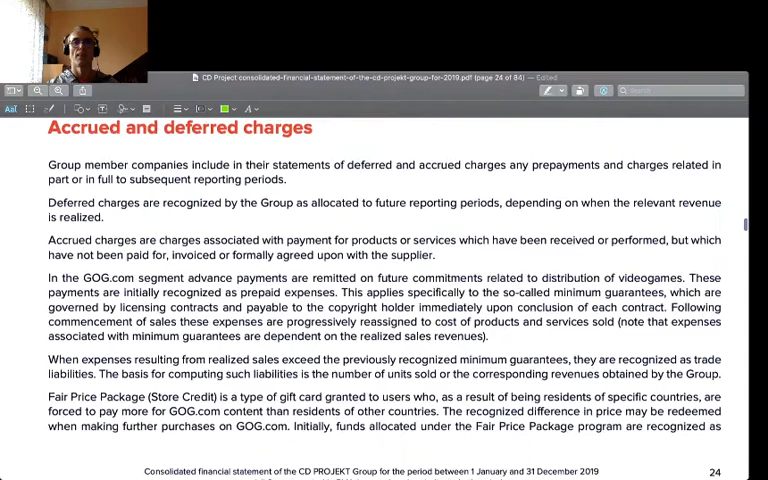 CD Project consolidated-financial-statement-of-the-cd-projekt-group-for-2019.pdf (page 24 of 84) — Edited
Search
AaI
A
Accrued and deferred charges
Group member companies include in their statements of deferred and accrued charges any prepayments and charges related in
part or in full to subsequent reporting periods.
Deferred charges are recognized by the Group as allocated to future reporting periods, depending on when the relevant revenue
is realized.
Accrued charges are charges associated with payment for products or services which have been received or performed, but which
have not been paid for, invoiced or formally agreed upon with the supplier.
In the GOG.com segment advance payments are remitted on future commitments related to distribution of videogames. These
payments are initially recognized as prepaid expenses. This applies specifically to the so-called minimum guarantees, which are
governed by licensing contracts and payable to the copyright holder immediately upon conclusion of each contract. Following
commencement of sales these expenses are progressively reassigned to cost of products and services sold (note that expenses
associated with minimum guarantees are dependent on the realized sales revenues).
When expenses resulting from realized sales exceed the previously recognized minimum guarantees, they are recognized as trade
liabilities. The basis for computing such liabilities is the number of units sold or the corresponding revenues obtained by the Group.
Fair Price Package (Store Credit) is a type of gift card granted to users who, as a result of being residents of specific countries, are
forced to pay more for GOG.com content than residents of other countries. The recognized difference in price may be redeemed
when making further purchases on GOG.com. Initially, funds allocated under the Fair Price Package program are recognized as
Consolidated financial statement of the CD PROJEKT Group for the period between 1 January and 31 December 2019
24